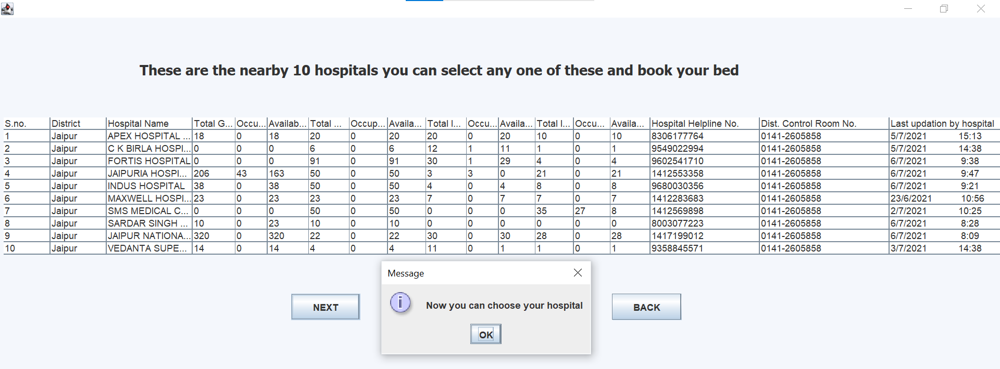 These are the nearby 10 hospitals you can select any one of these and book your bed
S.no. District Hospital Name Total G... Occu... Availab... Total ... Occup... Availa... Total I... Occu... Availa... Total I... Occu... Availa... Hospital Helpline No. Dist. Control Room No. Last updation by hospital
1 Jaipur APEX HOSPITAL ... 18 0 18 20 0 20 20 0 20 10 0 10 8306177764 0141-2605858 5/7/2021 15:13
2 Jaipur C K BIRLA HOSPI... 0 0 0 6 0 6 12 1 11 1 0 1 9549022994 0141-2605858 5/7/2021 14:38
3 Jaipur FORTIS HOSPITAL 0 0 0 91 0 91 30 1 29 4 0 4 9602541710 0141-2605858 6/7/2021 9:38
4 Jaipur JAIPURIA HOSPI... 206 43 163 50 0 50 3 3 0 21 0 21 1412553358 0141-2605858 6/7/2021 9:47
5 Jaipur INDUS HOSPITAL 38 0 38 50 0 50 4 0 4 8 0 8 9680030356 0141-2605858 6/7/2021 9:21
6 Jaipur MAXWELL HOSPI... 23 0 23 23 0 23 7 0 7 7 0 7 1412283683 0141-2605858 23/6/2021 10:56
7 Jaipur SMS MEDICAL C... 0 0 0 50 0 50 0 0 0 35 27 8 1412569898 0141-2605858 2/7/2021 10:25
8 Jaipur SARDAR SINGH ... 10 0 23 10 0 10 0 0 0 0 0 0 8003077223 0141-2605858 6/7/2021 8:28
9 Jaipur JAIPUR NATIONA... 320 0 320 22 0 22 30 0 30 28 0 28 1417199012 0141-2605858 6/7/2021 8:09
10 Jaipur VEDANTA SUPE... 14 0 14 4 0 4 11 0 1 1 0 1 9358845571 0141-2605858 3/7/2021 14:38
Message
Now you can choose your hospital
NEXT
OK
BACK